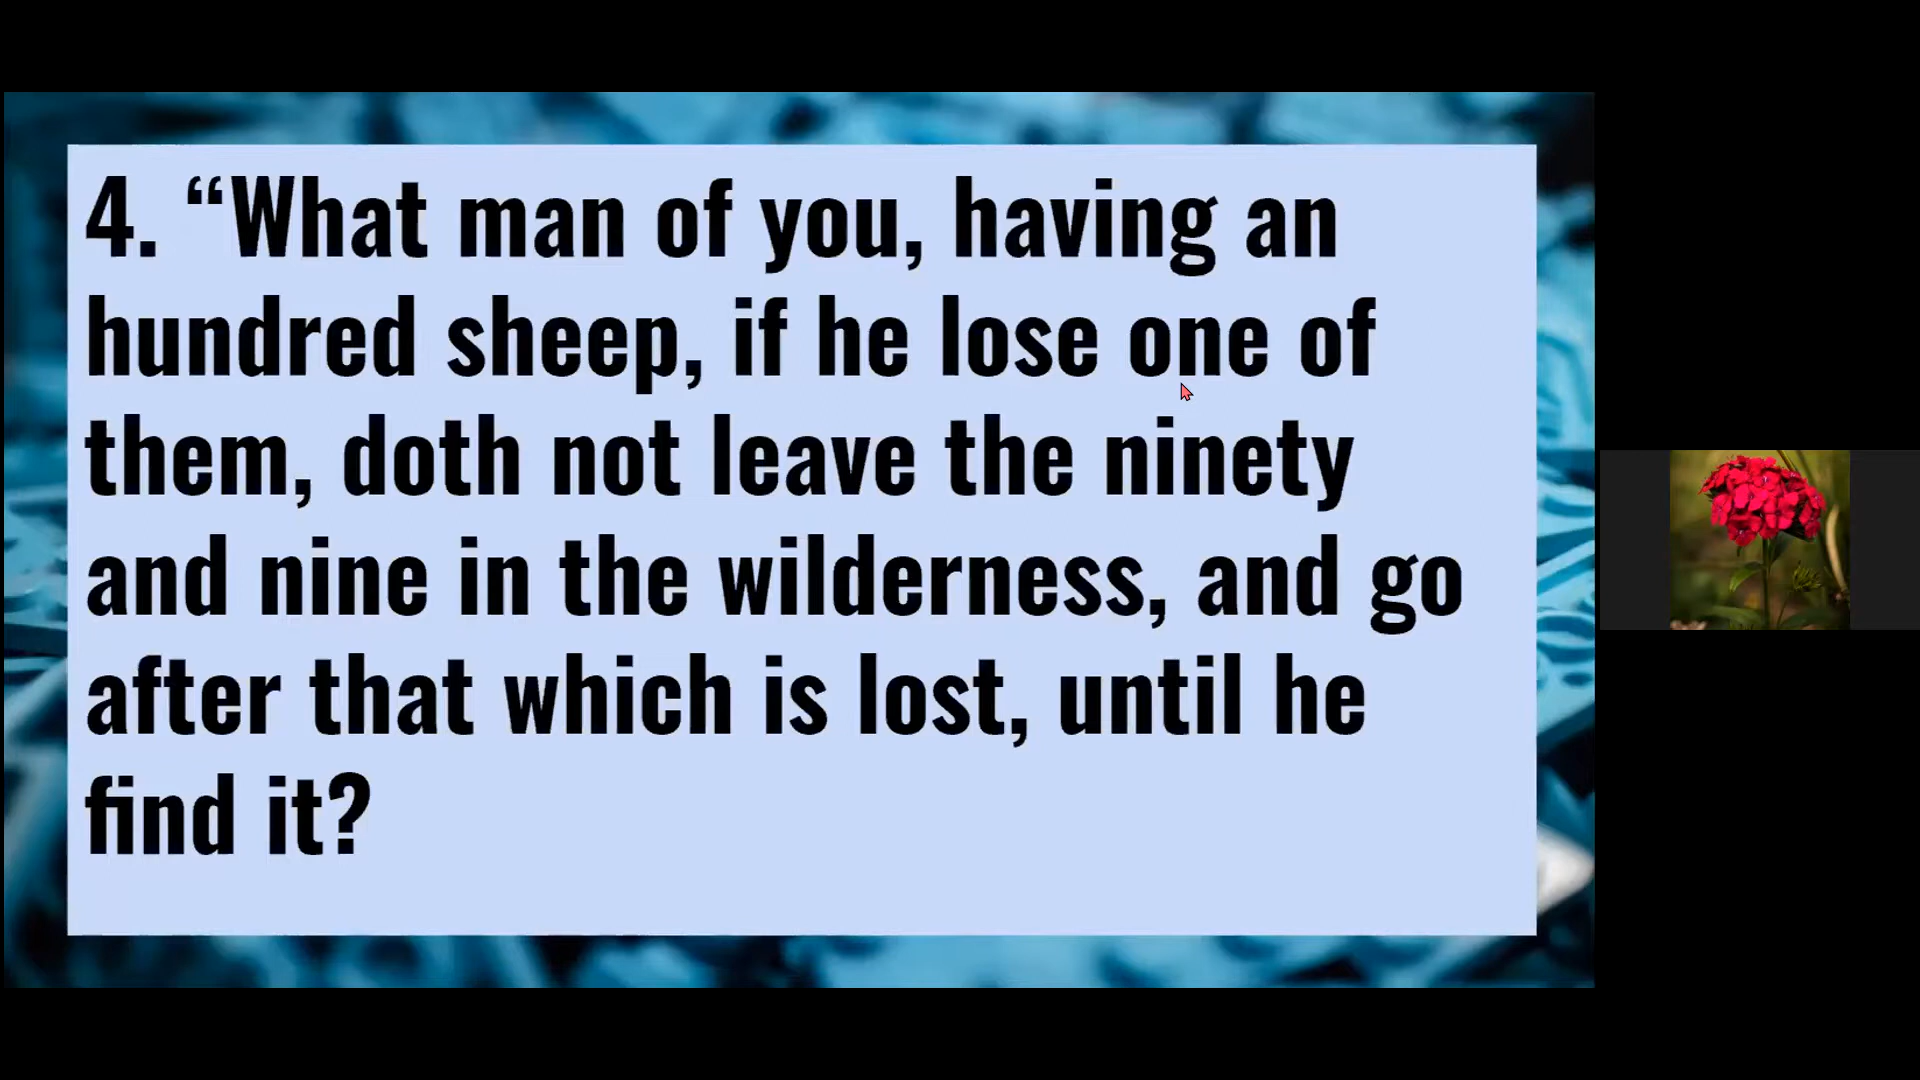 4. “What man of you, having an
hundred sheep, if he lose one of
them, doth not leave the ninety
and nine in the wilderness, and go
after that which is lost, until he
find it?